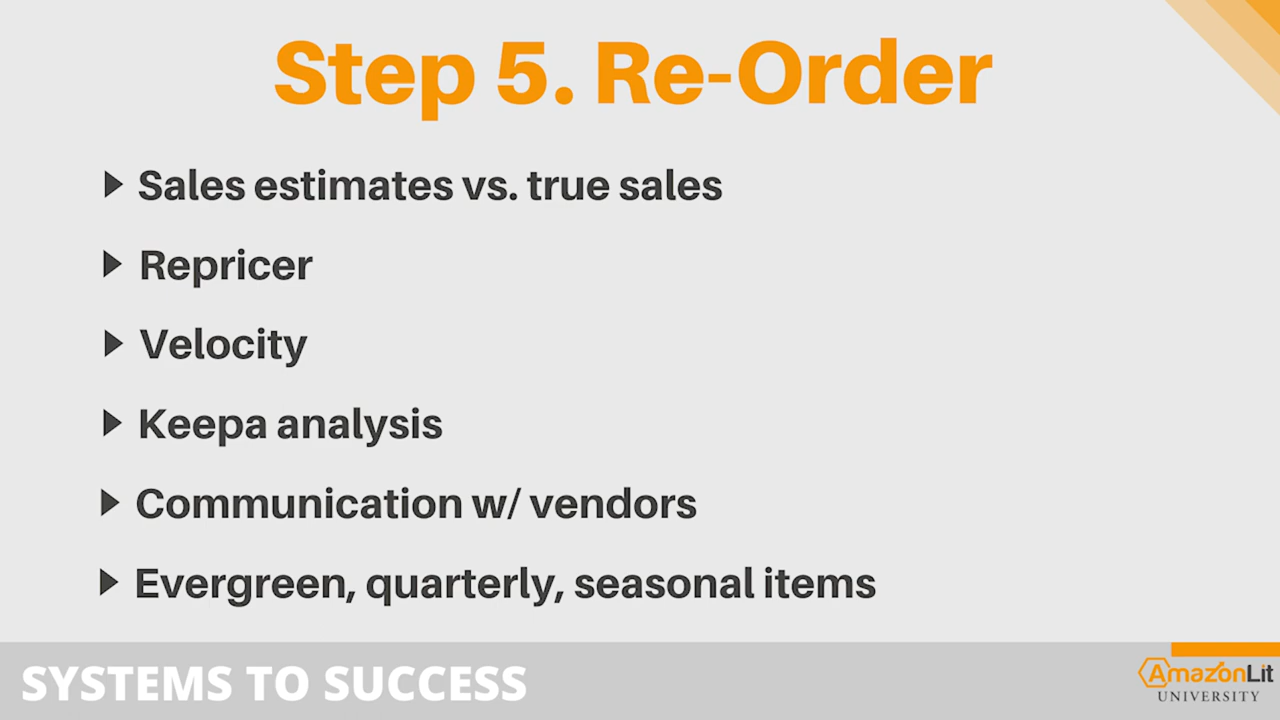 Step 5. Re-Order
Sales estimates vs. true sales
Repricer
Velocity
Keepa analysis
Communication w/ vendors
Evergreen, quarterly, seasonal items
SYSTEMS TO SUCCESS
AmazonLit
UNIVERSITY